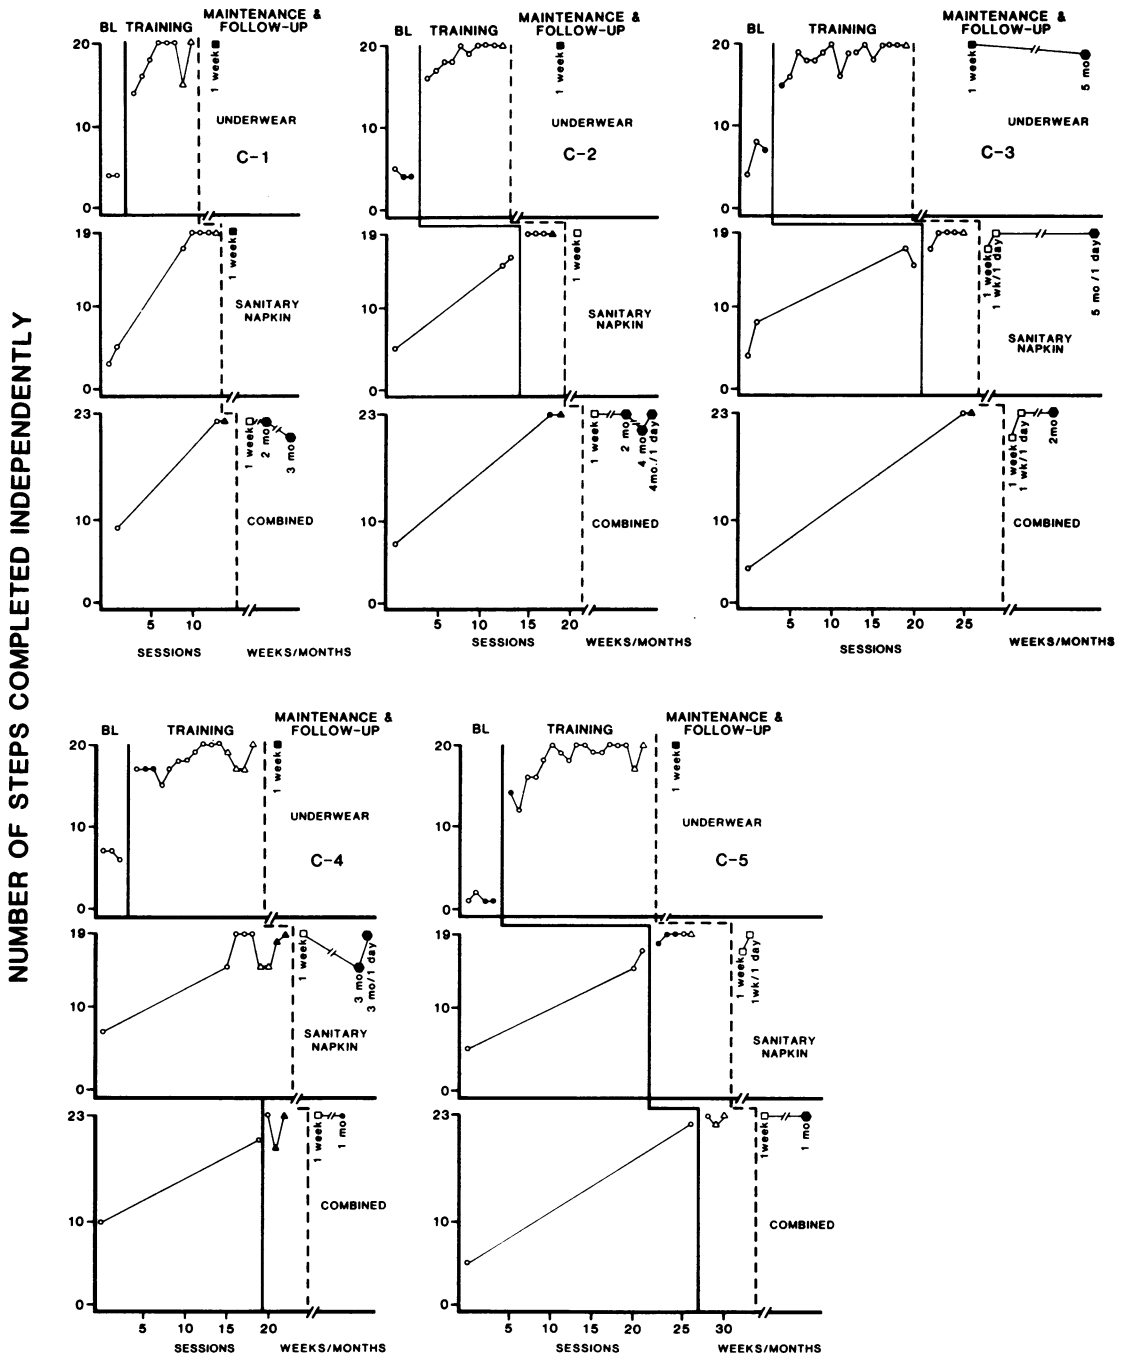 NUMBER OF STEPS COMPLETED INDEPENDENTLY
BL TRAINING MAINTENANCE & FOLLOW-UP
20
10
0
1 week
UNDERWEAR
C-1
19
10
0
1 week
SANITARY
NAPKIN
23
10
0
1 week
2 mo
3 mo
COMBINED
5 10
SESSIONS WEEKS/MONTHS
BL TRAINING MAINTENANCE & FOLLOW-UP
20
10
0
1 week
UNDERWEAR
C-2
19
10
0
1 week
SANITARY
NAPKIN
23
10
0
1 week
2 mo
4 mo
4mo./1 day
COMBINED
5 10 15 20
SESSIONS WEEKS/MONTHS
BL TRAINING MAINTENANCE & FOLLOW-UP
20
10
0
1 week
5 mo
UNDERWEAR
C-3
19
10
0
1 week
1 wk/1 day
5 mo/1 day
SANITARY
NAPKIN
23
10
0
1 week
1 wk/1 day
2mo
COMBINED
5 10 15 20 25
SESSIONS WEEKS/MONTHS
BL TRAINING MAINTENANCE & FOLLOW-UP
20
10
0
1 week
UNDERWEAR
C-4
19
10
0
1 week
3 mo
3 mo/1 day
SANITARY
NAPKIN
23
10
0
1 week
1 mo
COMBINED
5 10 15 20
SESSIONS WEEKS/MONTHS
BL TRAINING MAINTENANCE & FOLLOW-UP
20
10
0
1 week
UNDERWEAR
C-5
19
10
0
1 week
1wk/1 day
SANITARY
NAPKIN
23
10
0
1week
1 mo
COMBINED
5 10 15 20 25 30
SESSIONS WEEKS/MONTHS